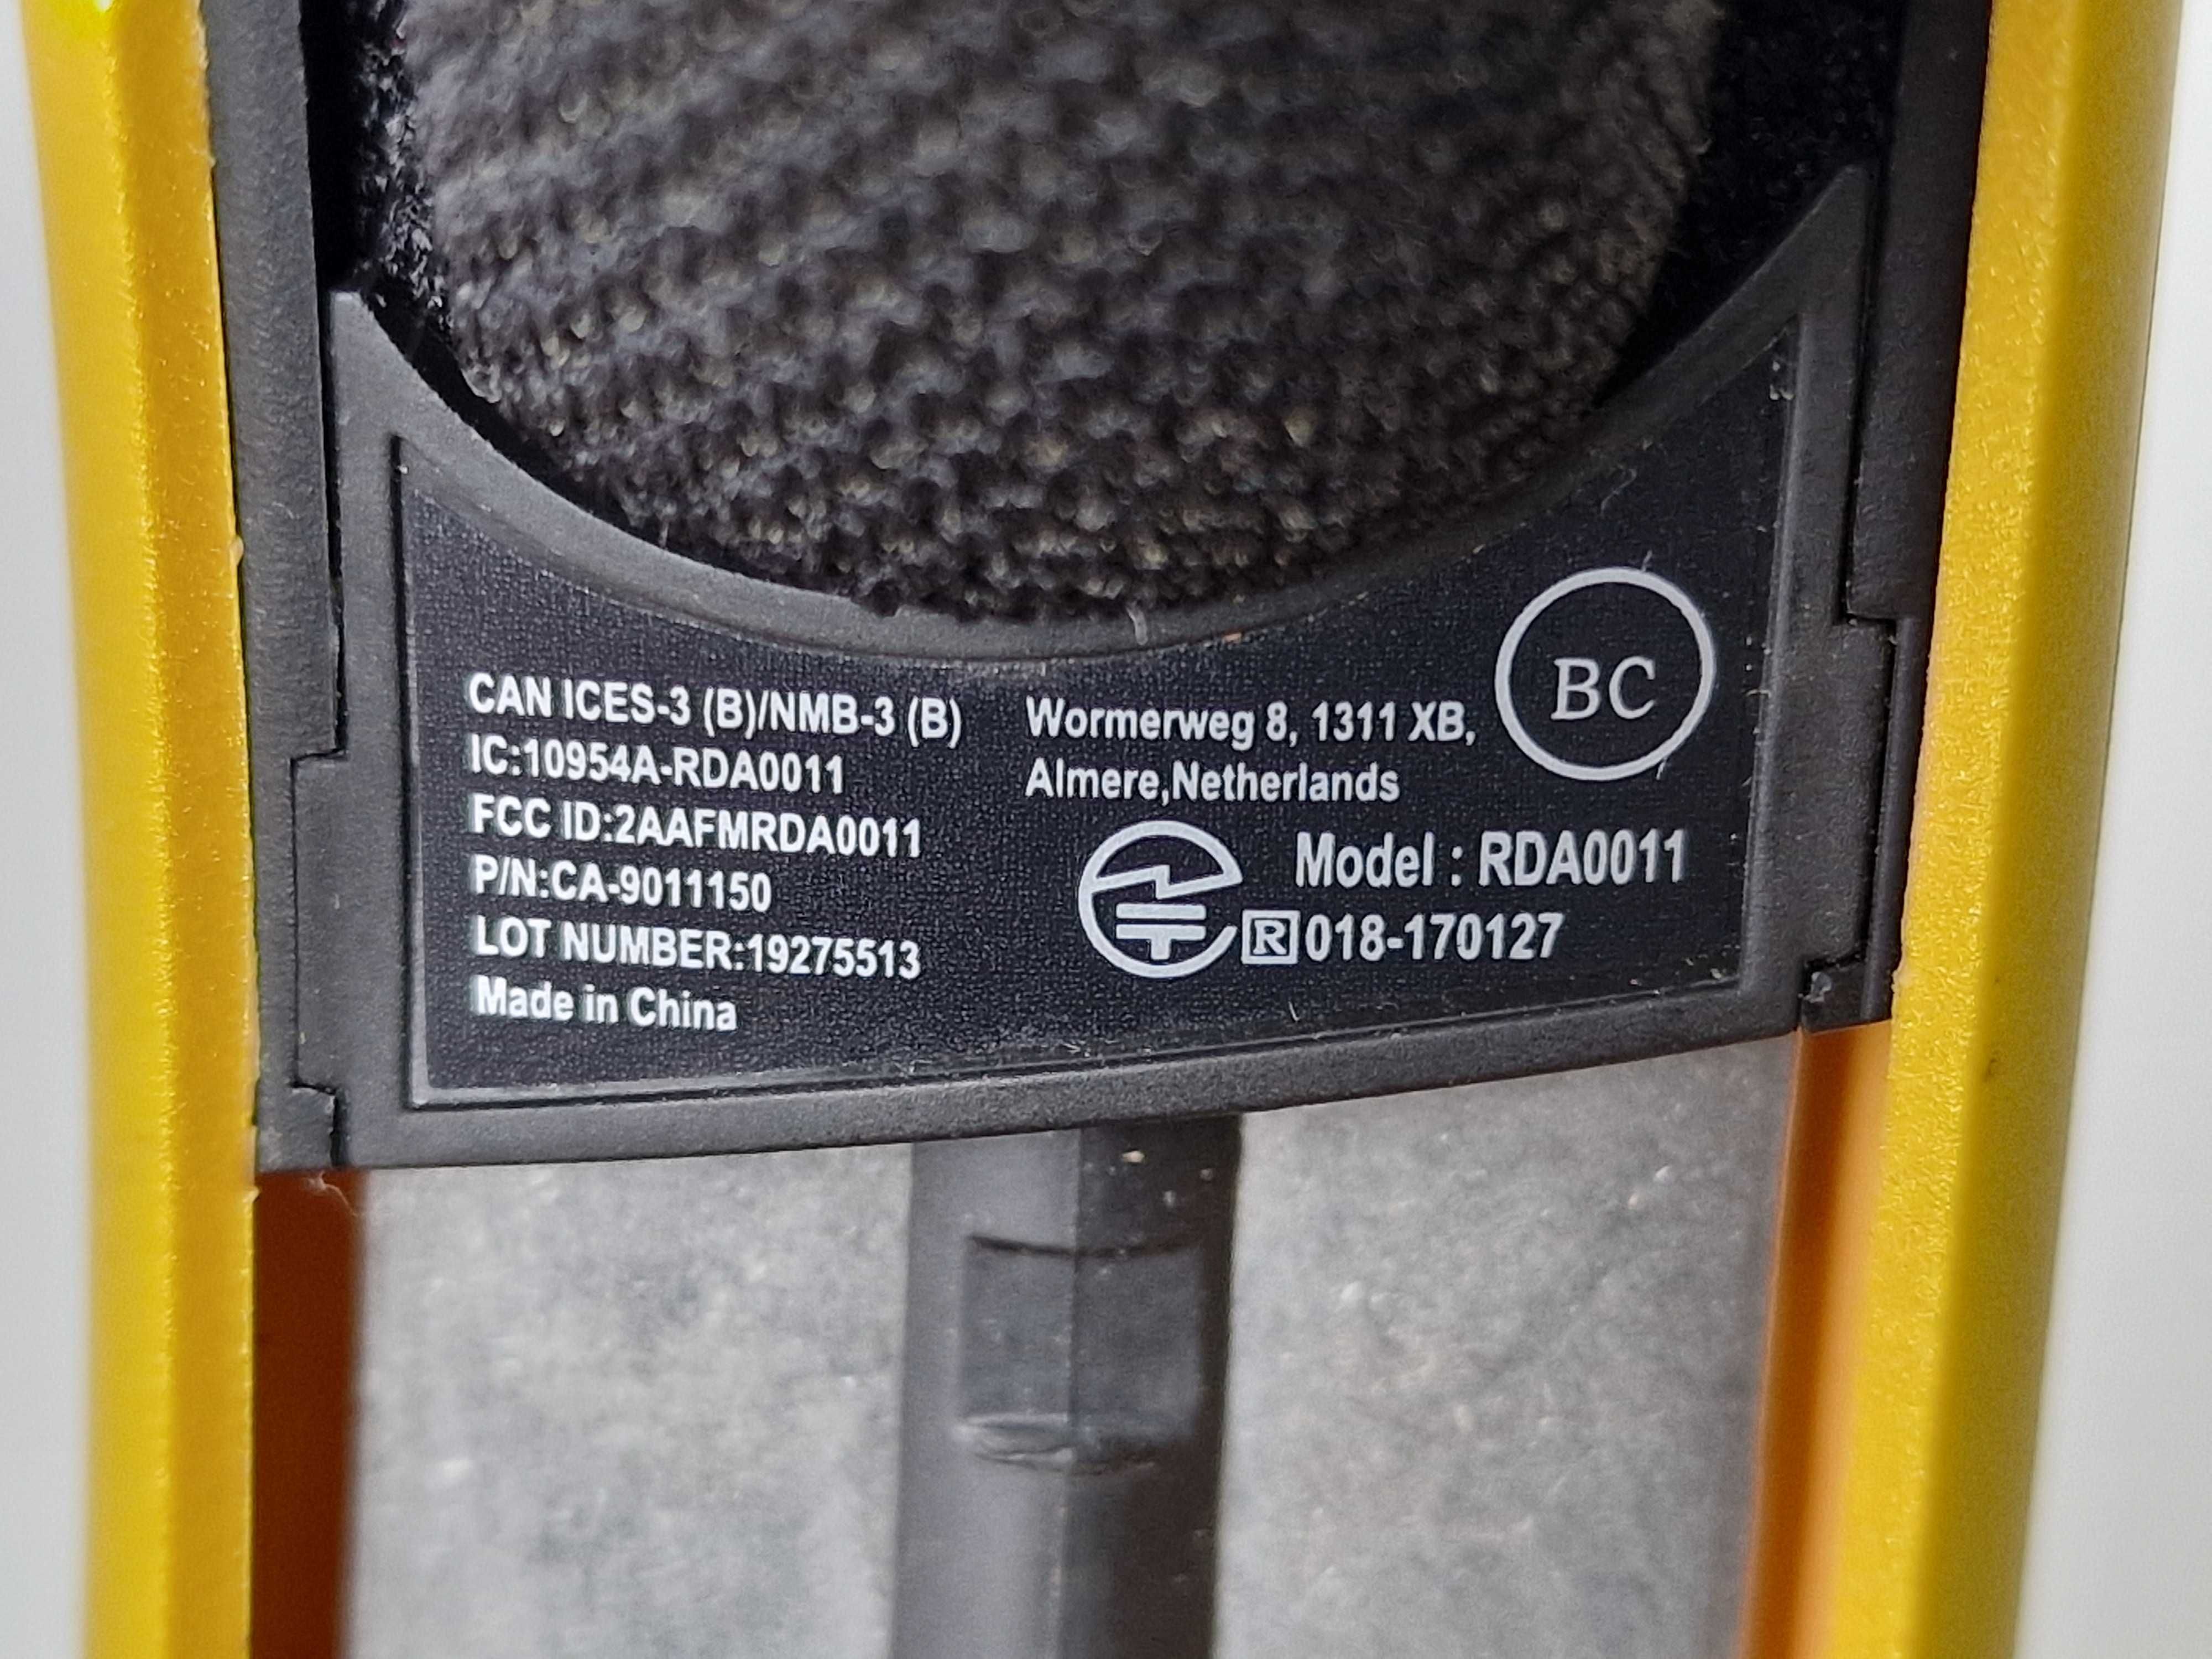 CAN ICES-3 (B)/NMB-3 (B)
IC:10954A-RDA0011
FCC ID:2AAFMRDA0011
P/N:CA-9011150
LOT NUMBER:19275513
Made in China
Wormerweg 8, 1311 XB,
Almere,Netherlands
BC
Model : RDA0011
R 018-170127